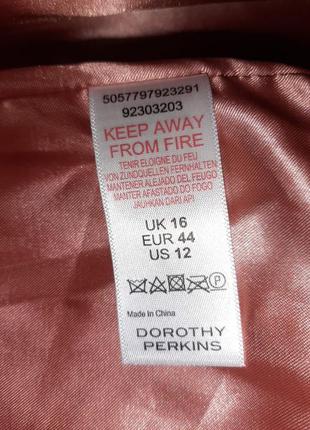 5057797923291
92303203
KEEP AWAY
FROM FIRE
TENIR ELOIGNE DU FEU
VON ZUNDQUELLEN FERNHALTEN
MANTENER ALEJADO DEL FEUGO
MANTER AFASTADO DO FOGO
JAUHKAN DARI API
UK 16
EUR 44
US 12
P
Made In China
DOROTHY
PERKINS